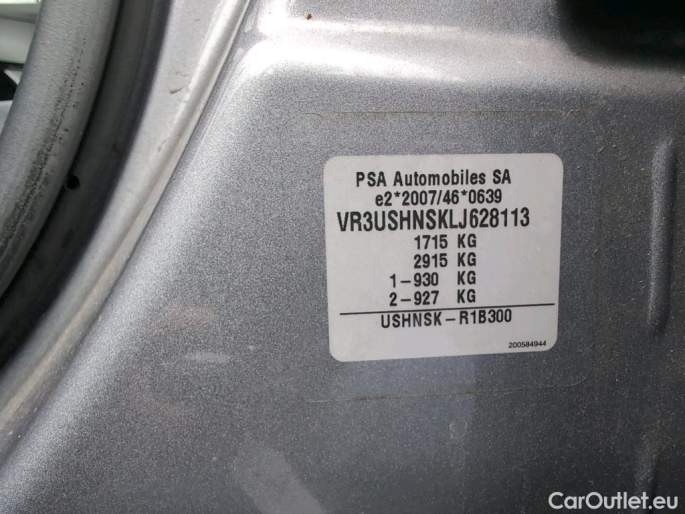 PSA Automobiles SA
e2*2007/46*0639
VR3USHNSKLJ628113
1715 KG
2915 KG
1-930 KG
2-927 KG
USHNSK-R1B300
200584944
CarOutlet.eu